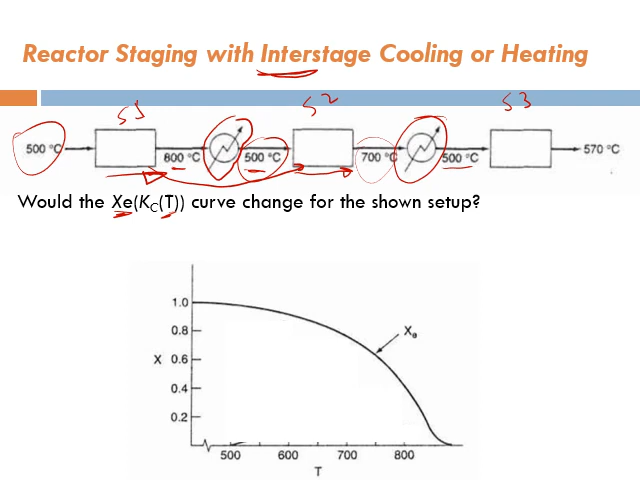 Reactor Staging with Interstage Cooling or Heating
S1 S2 S3
500 °C 800 °C 500 °C 700 °C 500 °C 570 °C
Would the Xe(KC(T)) curve change for the shown setup?
1.0
0.8
Xe
X 0.6
0.4
0.2
500 600 700 800
T